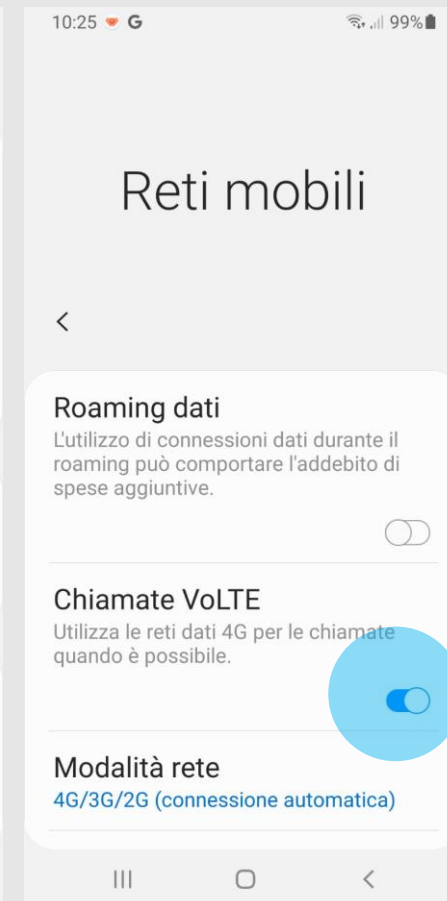 10:25 G 99%
Reti mobili
Roaming dati
L'utilizzo di connessioni dati durante il
roaming può comportare l'addebito di
spese aggiuntive.
Chiamate VoLTE
Utilizza le reti dati 4G per le chiamate
quando è possibile.
Modalità rete
4G/3G/2G (connessione automatica)